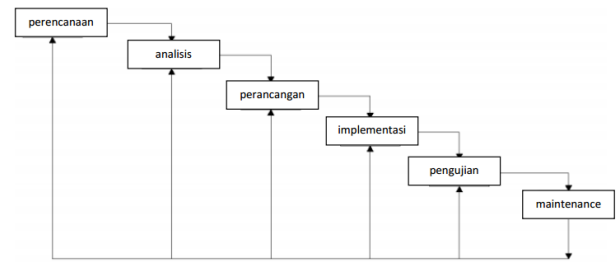 perencanaan
analisis
perancangan
implementasi
pengujian
maintenance